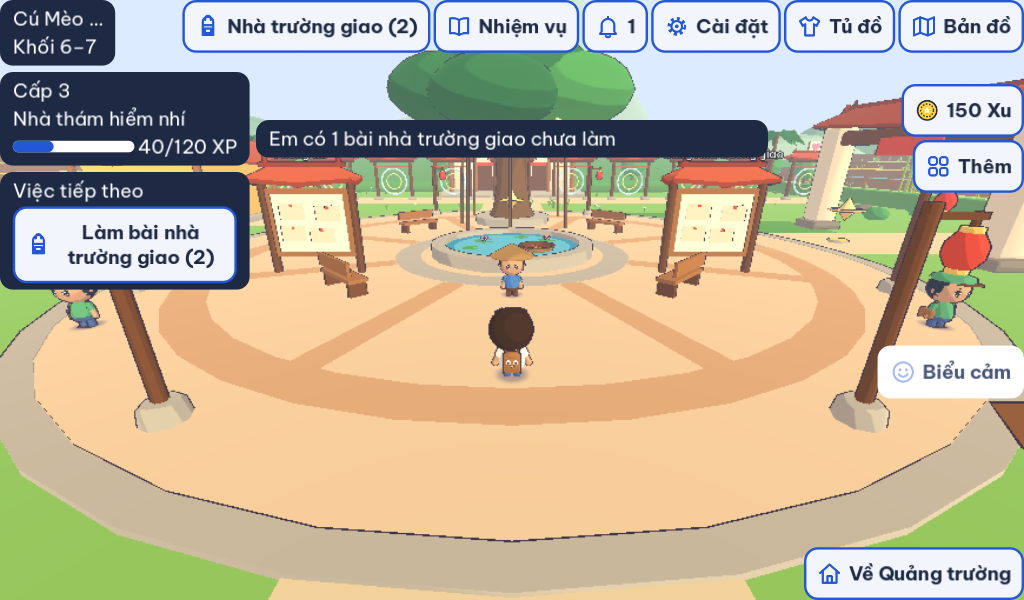 Cú Mèo ...
Khối 6–7
Nhà trường giao (2)
Nhiệm vụ
1
Cài đặt
Tủ đồ
Bản đồ
Cấp 3
Nhà thám hiểm nhí
40/120 XP
150 Xu
Em có 1 bài nhà trường giao chưa làm
Thêm
Việc tiếp theo
Làm bài nhà
trường giao (2)
Biểu cảm
Về Quảng trường